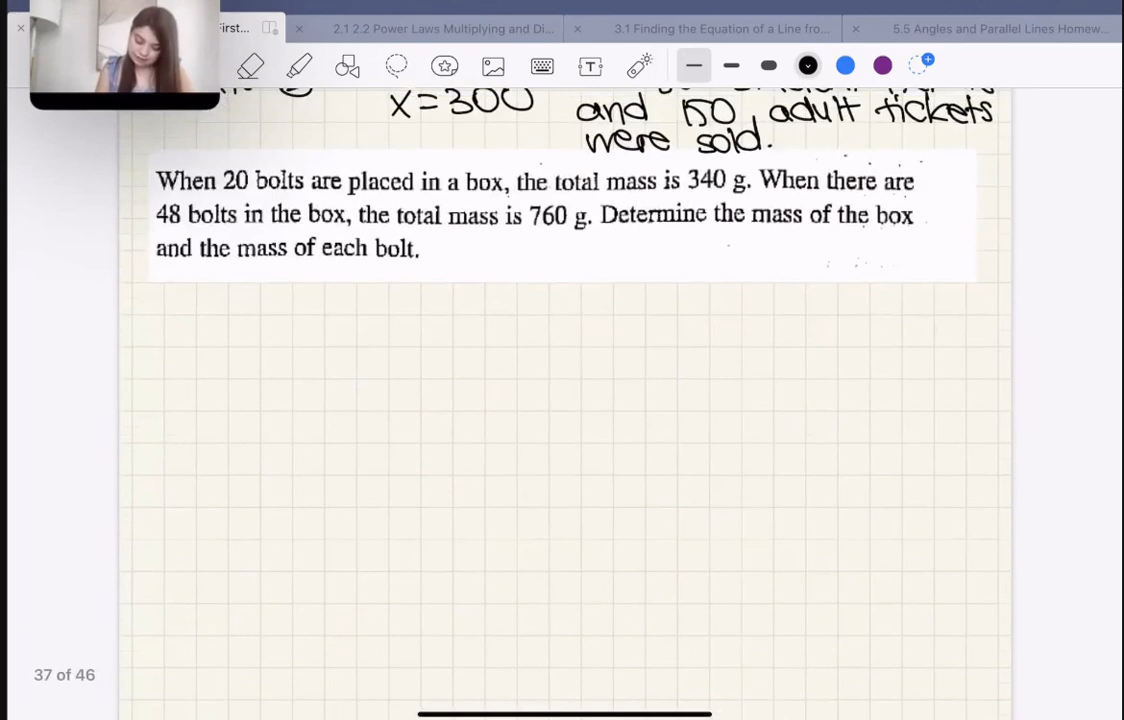 irst...
2.1 2.2 Power Laws Multiplying and Di...
3.1 Finding the Equation of a Line fro...
5.5 Angles and Parallel Lines Homew...
T
x=300
and 150 adult tickets
were sold.
When 20 bolts are placed in a box, the total mass is 340 g. When there are
48 bolts in the box, the total mass is 760 g. Determine the mass of the box
and the mass of each bolt.
37 of 46